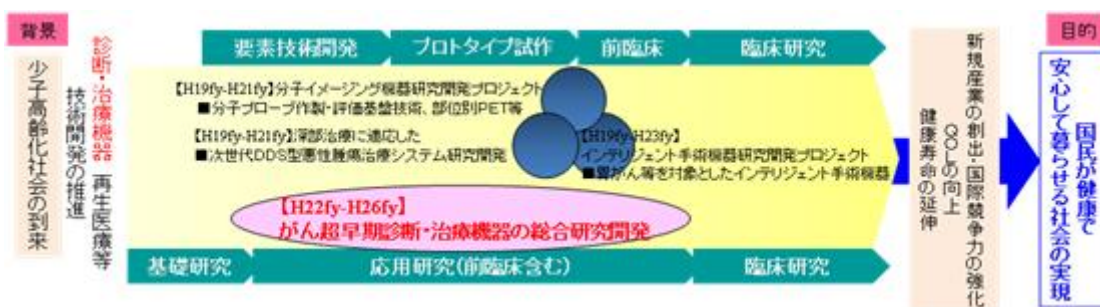 背景
少子高齢化社会の到来
診断・治療機器 再生医療等
技術開発の推進
要素技術開発
プロトタイプ試作
前臨床
臨床研究
【H19fy-H21fy】分子イメージング機器研究開発プロジェクト
■分子プローブ作製・評価基盤技術、部位別PET等
【H19fy-H21fy】深部治療に適応した
■次世代DDS型悪性腫瘍治療システム研究開発
【H19fy-H23fy】
インテリジェント手術機器研究開発プロジェクト
■胃がん等を対象としたインテリジェント手術機器
【H22fy-H26fy】
がん超早期診断・治療機器の総合研究開発
基礎研究
応用研究(前臨床含む)
臨床研究
新規産業の創出・国際競争力の強化
QOLの向上
健康寿命の延伸
目的
国民が健康で
安心して暮らせる社会の実現